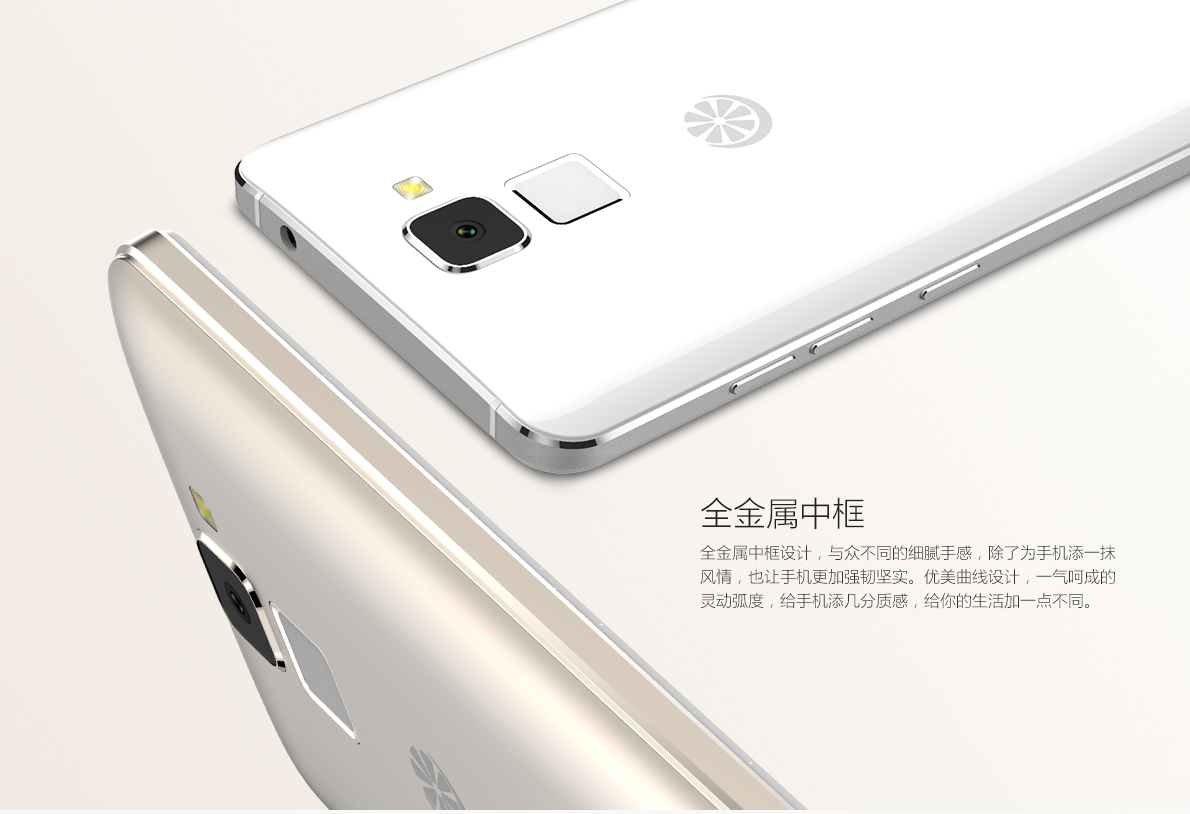 全金属中框
全金属中框设计，与众不同的细腻手感，除了为手机添一抹
风情，也让手机更加强韧坚实。优美曲线设计，一气呵成的
灵动弧度，给手机添几分质感，给你的生活加一点不同。